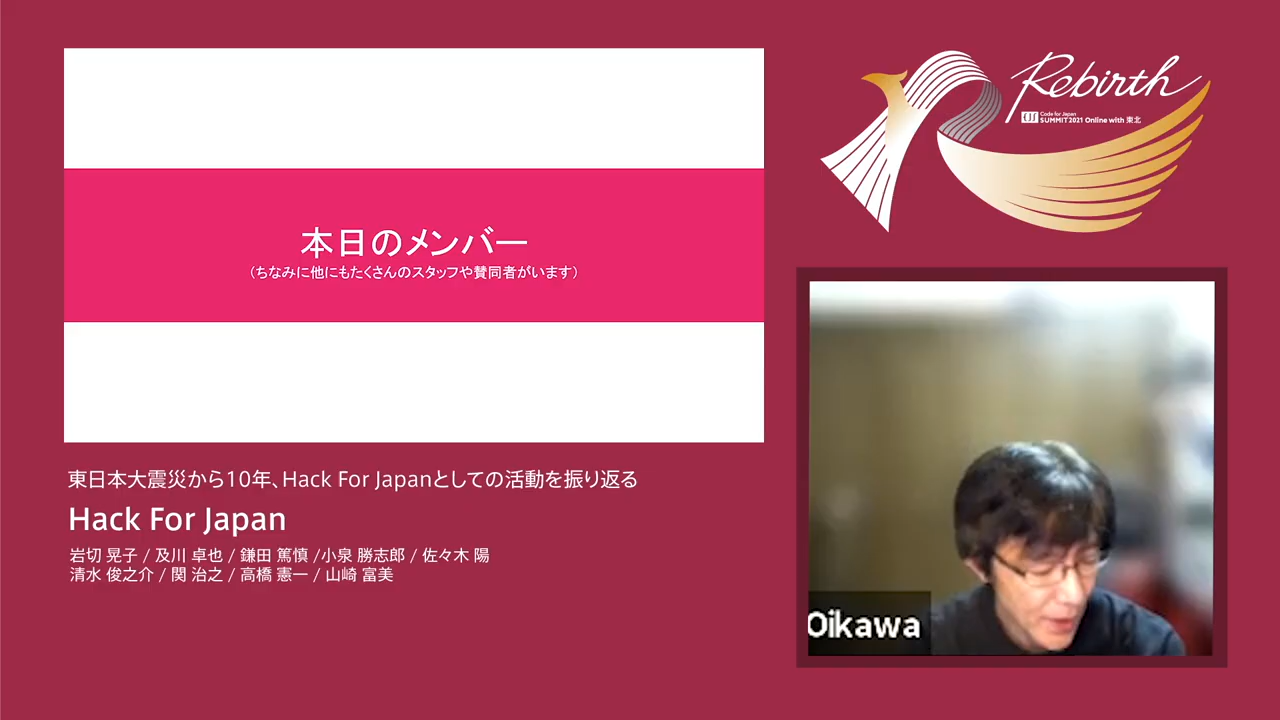 本日のメンバー
（ちなみに他にもたくさんのスタッフや賛同者がいます）
Rebirth
CfJ
Code for Japan
SUMMIT2021 Online with 東北
東日本大震災から10年、Hack For Japanとしての活動を振り返る
Hack For Japan
岩切 晃子 / 及川 卓也 / 鎌田 篤慎 /小泉 勝志郎 / 佐々木 陽
清水 俊之介 / 関 治之 / 高橋 憲一 / 山崎 富美
Oikawa